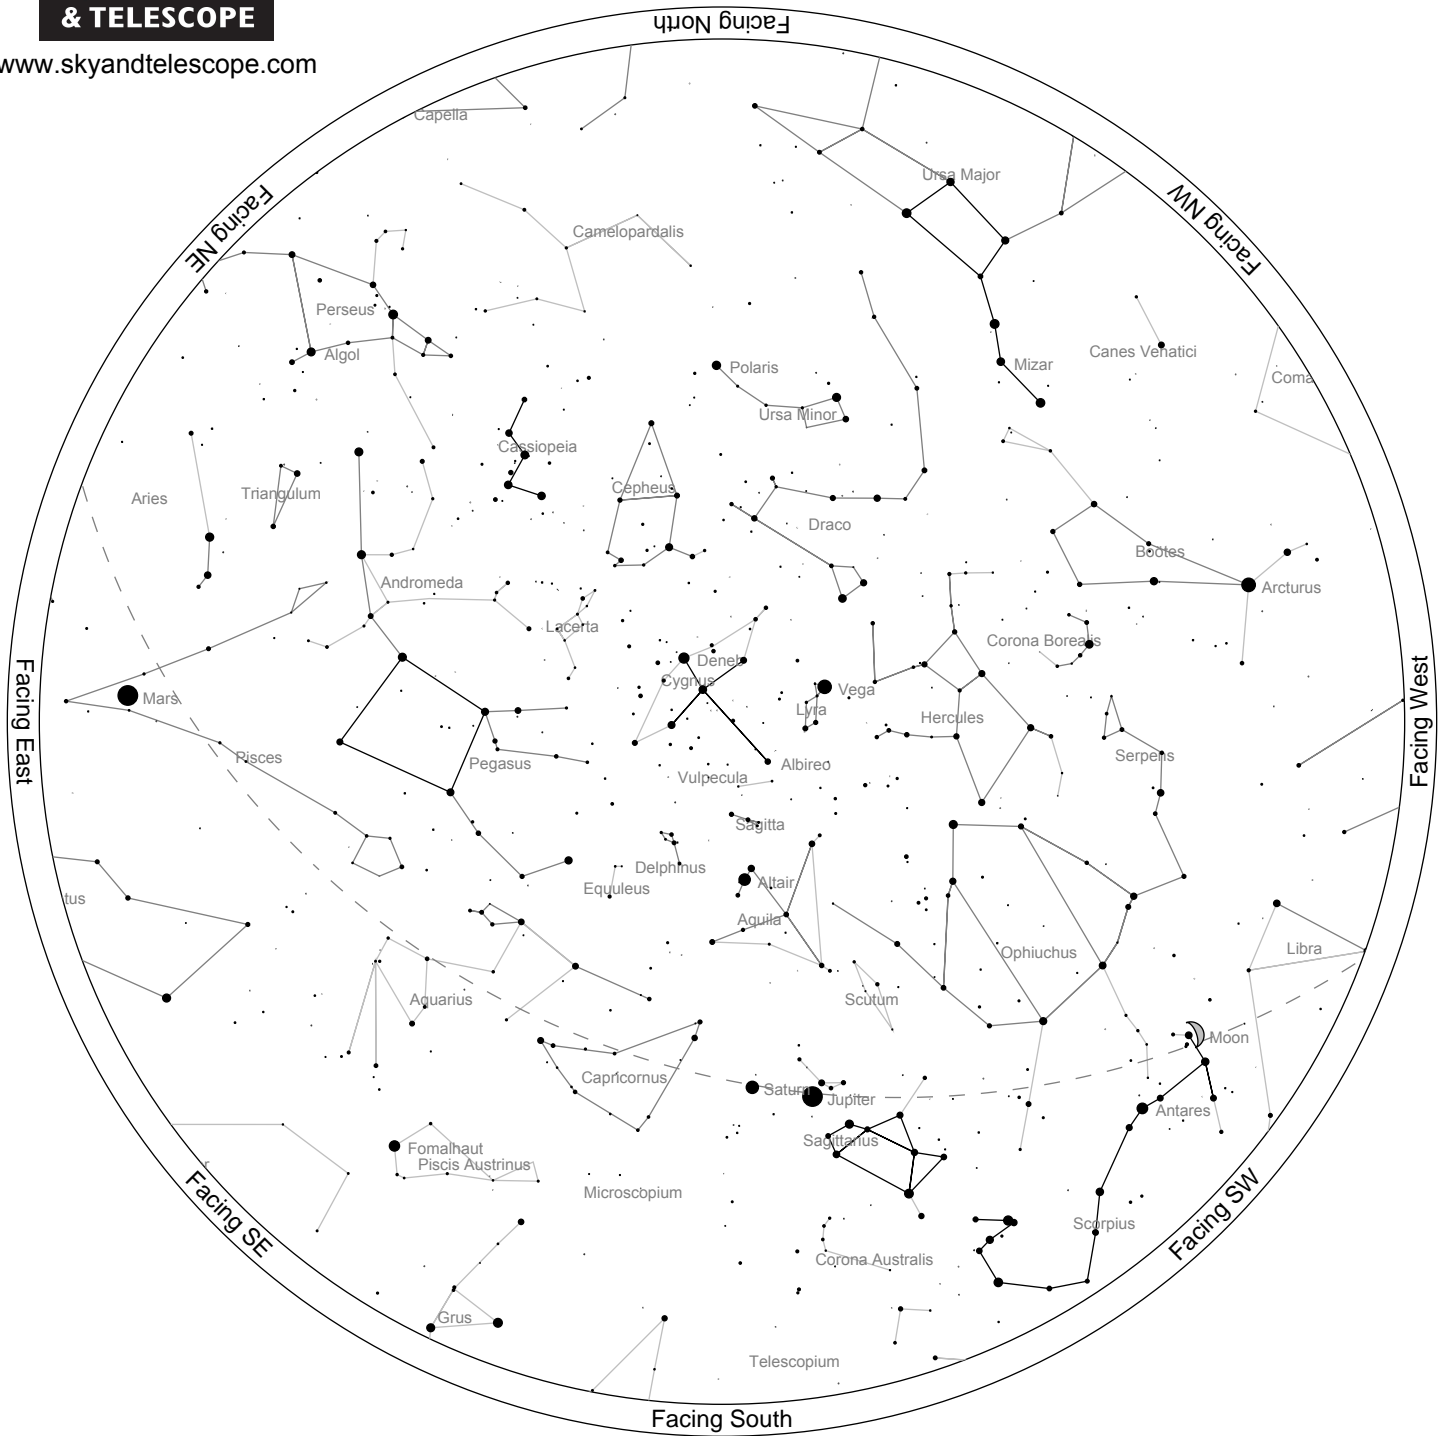 & TELESCOPE
www.skyandtelescope.com
Facing North
Capella
Ursa Major
Facing NE
Facing NW
Camelopardalis
Perseus
Algol
Polaris
Mizar
Canes Venatici
Coma
Ursa Minor
Cassiopeia
Cepheus
Triangulum
Aries
Draco
Bootes
Andromeda
Arcturus
Lacerta
Corona Borealis
Deneb
Cygnus
Vega
Mars
Lyra
Hercules
Facing East
Facing West
Pisces
Pegasus
Albireo
Serpens
Vulpecula
Sagitta
Delphinus
Equuleus
Altair
tus
Aquila
Ophiuchus
Libra
Aquarius
Scutum
Moon
Capricornus
Saturn
Jupiter
Antares
Sagittarius
Fomalhaut
Piscis Austrinus
r
Microscopium
Facing SE
Facing SW
Scorpius
Corona Australis
Grus
Telescopium
Facing South